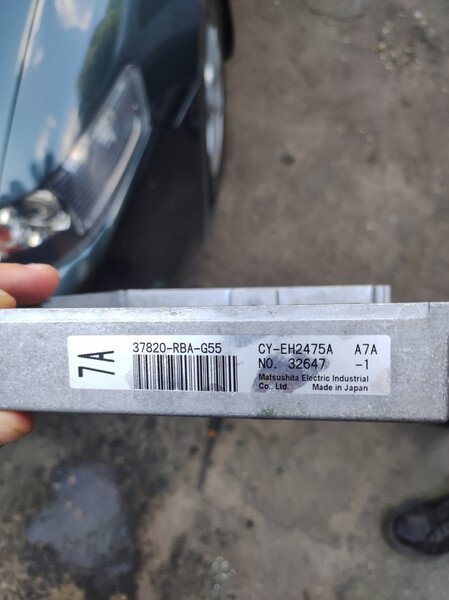 7A
37820-RBA-G55
CY-EH2475A A7A
NO. 32647 -1
Matsushita Electric Industrial
Co., Ltd. Made in Japan